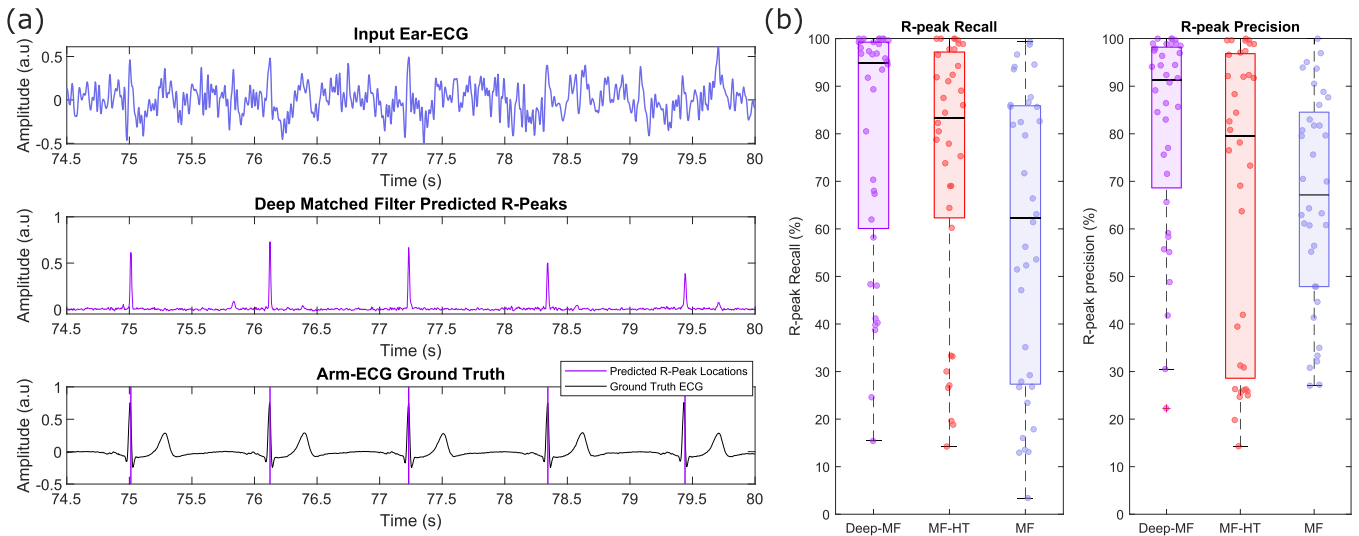 (a)
Input Ear-ECG
Amplitude (a.u)
0.5
0
-0.5
74.5 75 75.5 76 76.5 77 77.5 78 78.5 79 79.5 80
Time (s)
Deep Matched Filter Predicted R-Peaks
Amplitude (a.u)
1
0.5
0
74.5 75 75.5 76 76.5 77 77.5 78 78.5 79 79.5 80
Time (s)
Arm-ECG Ground Truth
Predicted R-Peak Locations
Ground Truth ECG
Amplitude (a.u)
1
0.5
0
-0.5
74.5 75 75.5 76 76.5 77 77.5 78 78.5 79 79.5 80
Time (s)
(b)
R-peak Recall
R-peak Recall (%)
100
90
80
70
60
50
40
30
20
10
0
Deep-MF MF-HT MF
R-peak Precision
R-peak precision (%)
100
90
80
70
60
50
40
30
20
10
0
Deep-MF MF-HT MF